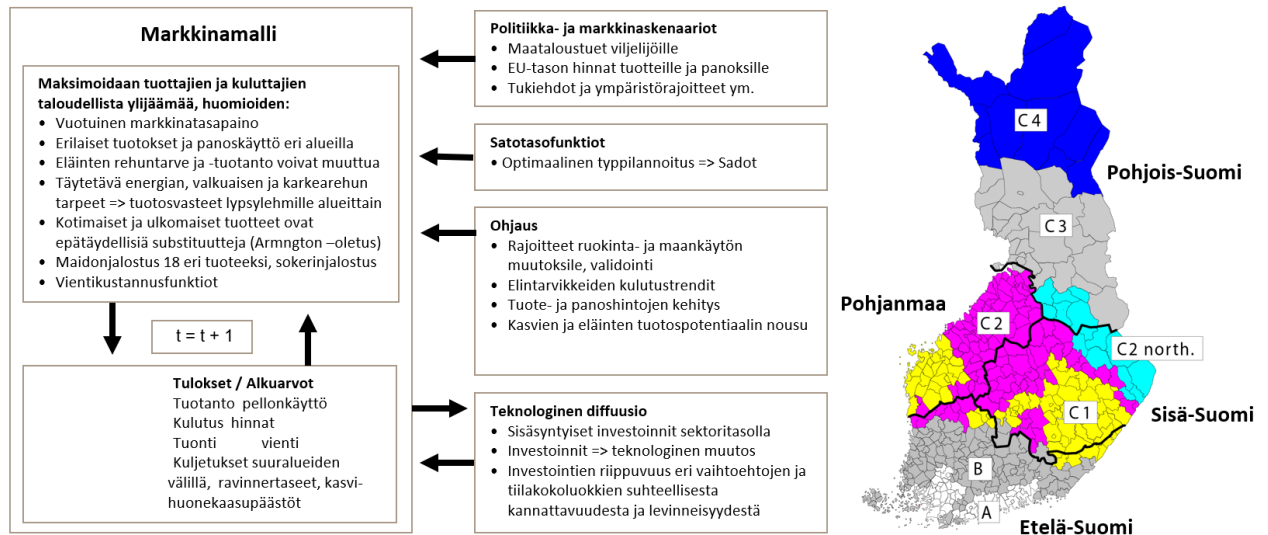 Markkinamalli
Maksimoidaan tuottajien ja kuluttajien
taloudellista ylijäämää, huomioiden:
• Vuotuinen markkinatasapaino
• Erilaiset tuotokset ja panoskäyttö eri alueilla
• Eläinten rehuntarve ja -tuotanto voivat muuttua
• Täytettävä energian, valkuaisen ja karkearehun
tarpeet => tuotosvasteet lypsylehmille alueittain
• Kotimaiset ja ulkomaiset tuotteet ovat
epätäydellisiä substituutteja (Armngton –oletus)
• Maidonjalostus 18 eri tuoteeksi, sokerinjalostus
• Vientikustannusfunktiot
t = t + 1
Tulokset / Alkuarvot
Tuotanto pellonkäyttö
Kulutus hinnat
Tuonti vienti
Kuljetukset suuralueiden
välillä, ravinnertaseet, kasvi-
huonekaasupäästöt
Politiikka- ja markkinaskenaariot
• Maataloustuet viljelijöille
• EU-tason hinnat tuotteille ja panoksille
• Tukiehdot ja ympäristörajoitteet ym.
Satotasofunktiot
• Optimaalinen typpilannoitus => Sadot
Ohjaus
• Rajoitteet ruokinta- ja maankäytön
muutoksile, validointi
• Elintarvikkeiden kulutustrendit
• Tuote- ja panoshintojen kehitys
• Kasvien ja eläinten tuotospotentiaalin nousu
Teknologinen diffuusio
• Sisäsyntyiset investoinnit sektoritasolla
• Investoinnit => teknologinen muutos
• Investointien riippuvuus eri vaihtoehtojen ja
tiilakokoluokkien suhteellisesta
kannattavuudesta ja levinneisyydestä
C 4
Pohjois-Suomi
C 3
Pohjanmaa
C 2
C 2 north.
C 1
Sisä-Suomi
B
A
Etelä-Suomi